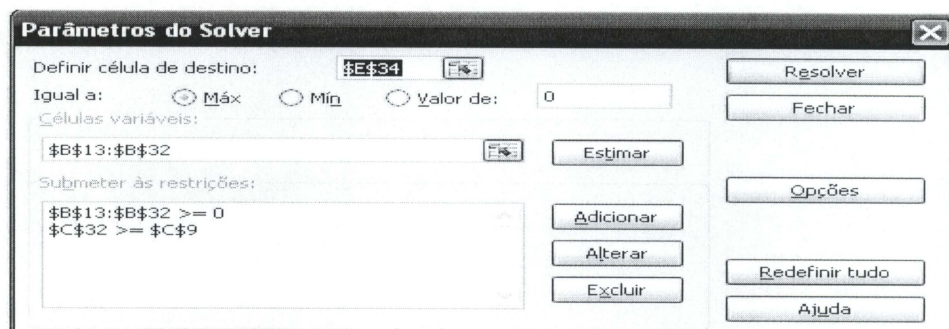 Parâmetros do Solver
Definir célula de destino: $E$34 Resolver
Igual a: Máx Mín Valor de: 0 Fechar
Células variáveis:
$B$13:$B$32 Estimar
Submeter às restrições: Opções
$B$13:$B$32 >= 0
$C$32 >= $C$9
Adicionar
Alterar
Redefinir tudo
Excluir
Ajuda